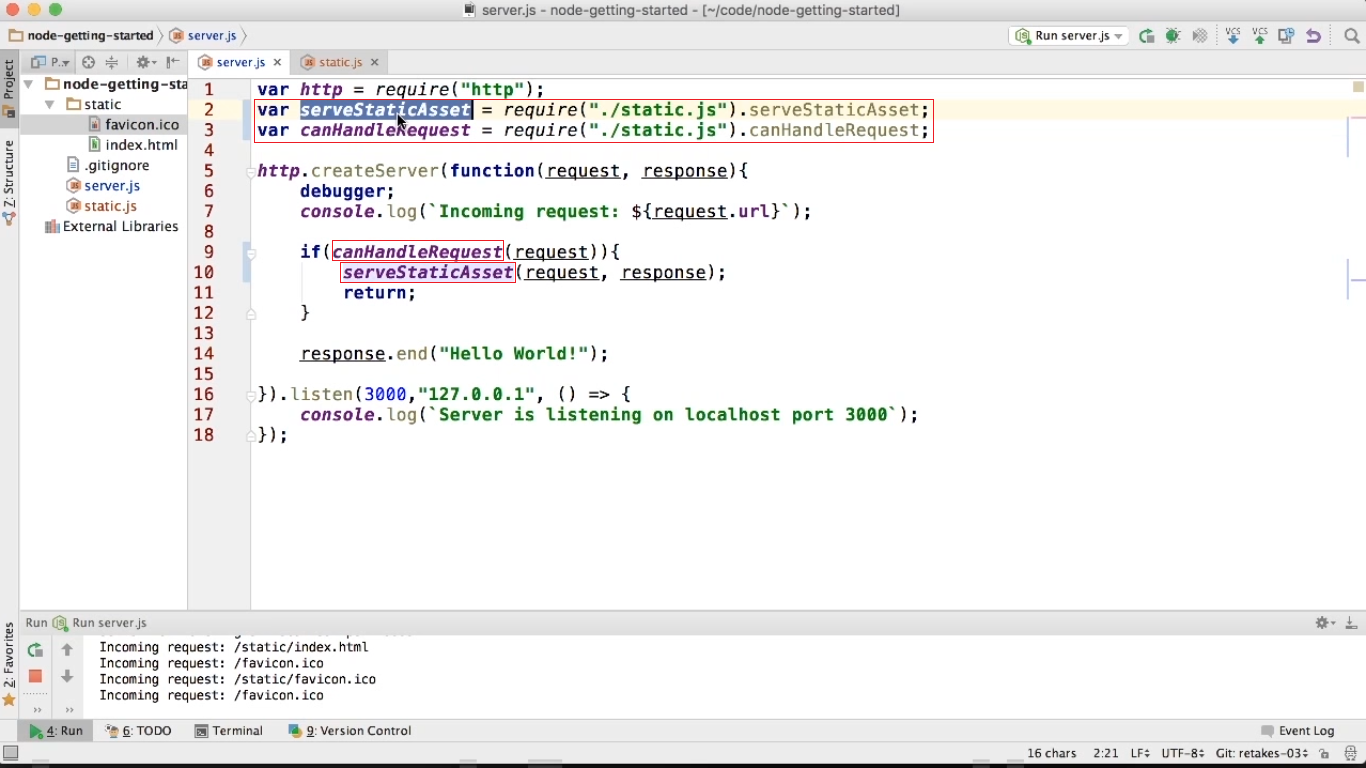 server.js - node-getting-started - [~/code/node-getting-started]
node-getting-started server.js Run server.js VCS VCS
P.. server.js static.js
Project
Z: Structure
Z: Favorites
node-getting-sta
static
favicon.ico
index.html
.gitignore
server.js
static.js
External Libraries
1 var http = require("http");
2 var serveStaticAsset = require("./static.js").serveStaticAsset;
3 var canHandleRequest = require("./static.js").canHandleRequest;
4
5 http.createServer(function(request, response){
6 debugger;
7 console.log(`Incoming request: ${request.url}`);
8
9 if(canHandleRequest(request)){
10 serveStaticAsset(request, response);
11 return;
12 }
13
14 response.end("Hello World!");
15
16 }).listen(3000,"127.0.0.1", () => {
17 console.log(`Server is listening on localhost port 3000`);
18 });
Run Run server.js
Incoming request: /static/index.html
Incoming request: /favicon.ico
Incoming request: /static/favicon.ico
Incoming request: /favicon.ico
4: Run 6: TODO Terminal 9: Version Control Event Log
16 chars 2:21 LF UTF-8 Git: retakes-03